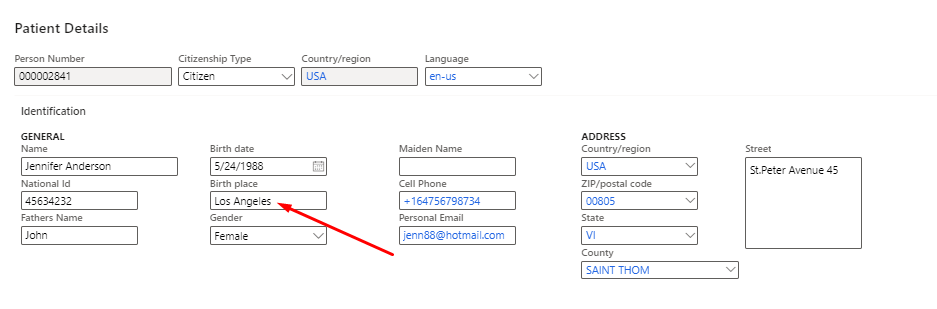 Patient Details
Person Number Citizenship Type Country/region Language
000002841 Citizen USA en-us
Identification
GENERAL ADDRESS
Name Birth date Maiden Name Country/region Street
Jennifer Anderson 5/24/1988 USA St.Peter Avenue 45
National Id Birth place Cell Phone ZIP/postal code
45634232 Los Angeles +164756798734 00805
Fathers Name Gender Personal Email State
John Female jenn88@hotmail.com VI
County
SAINT THOM